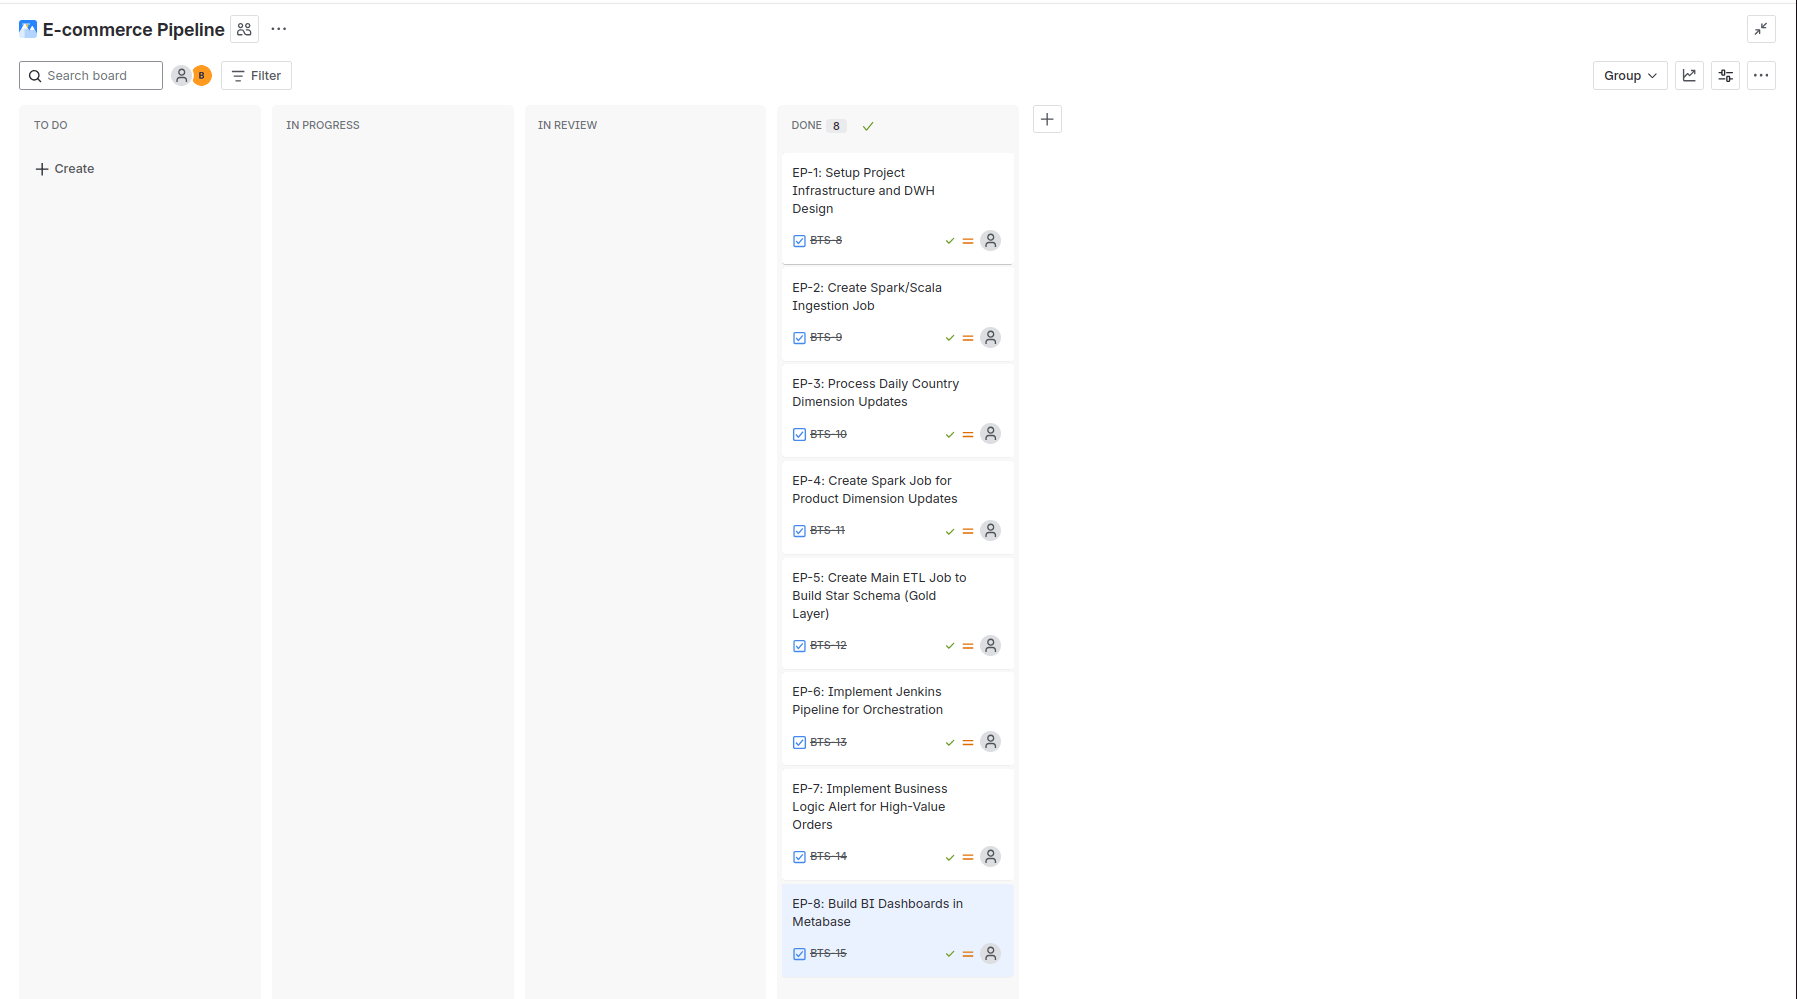 E-commerce Pipeline
Search board
B
Filter
Group
TO DO
IN PROGRESS
IN REVIEW
DONE 8
Create
EP-1: Setup Project
Infrastructure and DWH
Design
BTS-8
EP-2: Create Spark/Scala
Ingestion Job
BTS-9
EP-3: Process Daily Country
Dimension Updates
BTS-10
EP-4: Create Spark Job for
Product Dimension Updates
BTS-11
EP-5: Create Main ETL Job to
Build Star Schema (Gold
Layer)
BTS-12
EP-6: Implement Jenkins
Pipeline for Orchestration
BTS-13
EP-7: Implement Business
Logic Alert for High-Value
Orders
BTS-14
EP-8: Build BI Dashboards in
Metabase
BTS-15